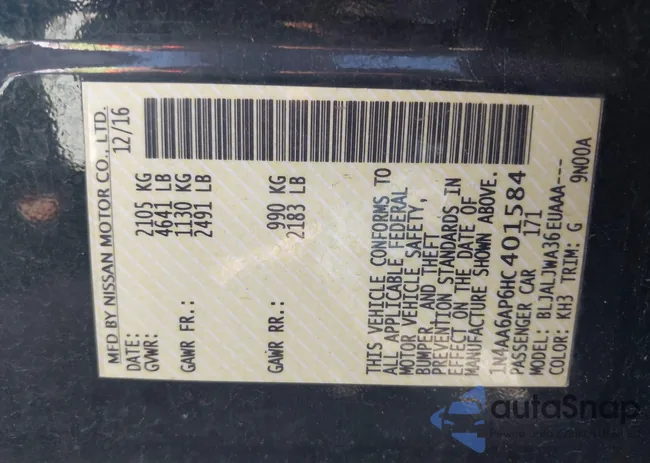 MFD BY NISSAN MOTOR CO., LTD.
DATE: 12/16
GVWR: 2105 KG
4641 LB
GAWR FR.: 1130 KG
2491 LB
GAWR RR.: 990 KG
2183 LB
THIS VEHICLE CONFORMS TO
ALL APPLICABLE FEDERAL
MOTOR VEHICLE SAFETY,
BUMPER, AND THEFT
PREVENTION STANDARDS IN
EFFECT ON THE DATE OF
MANUFACTURE SHOWN ABOVE.
1N4AA6AP6HC401584
PASSENGER CAR 171
MODEL: BLJALJWA36EUAAA---
COLOR: KH3 TRIM: G 9N00A
autoSnap